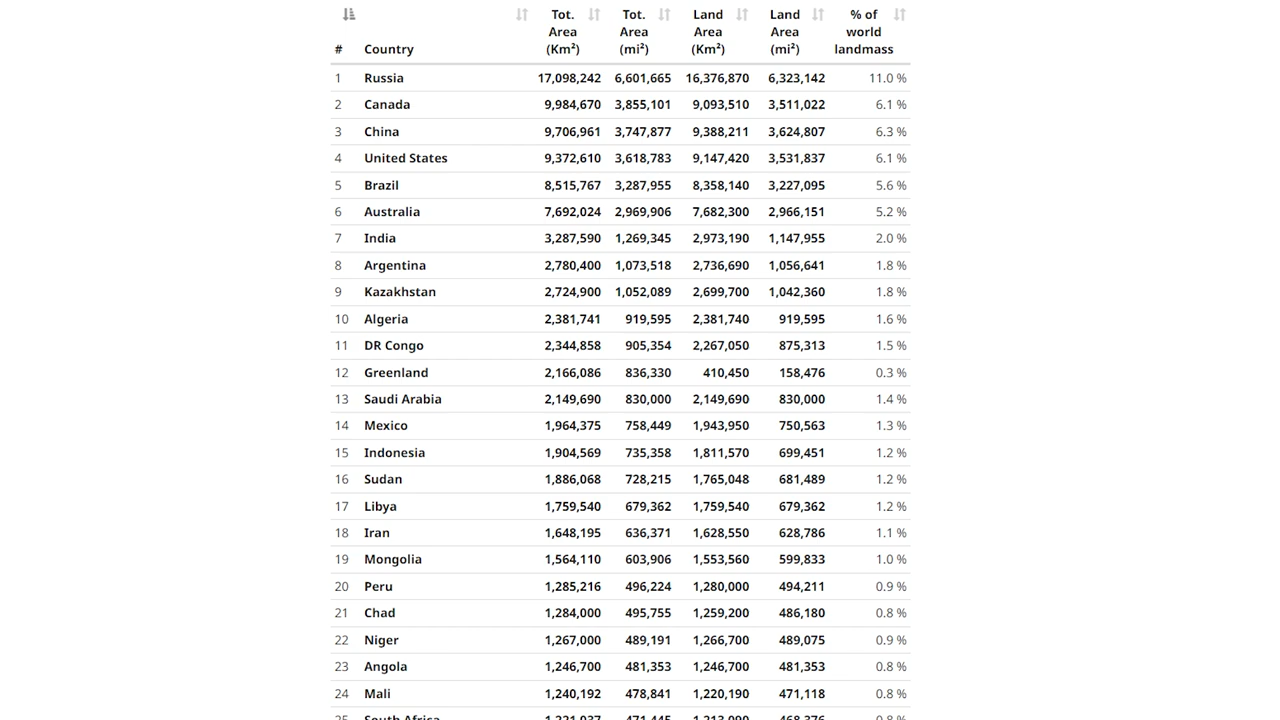 # Country Tot. Area (Km²) Tot. Area (mi²) Land Area (Km²) Land Area (mi²) % of world landmass
1 Russia 17,098,242 6,601,665 16,376,870 6,323,142 11.0 %
2 Canada 9,984,670 3,855,101 9,093,510 3,511,022 6.1 %
3 China 9,706,961 3,747,877 9,388,211 3,624,807 6.3 %
4 United States 9,372,610 3,618,783 9,147,420 3,531,837 6.1 %
5 Brazil 8,515,767 3,287,955 8,358,140 3,227,095 5.6 %
6 Australia 7,692,024 2,969,906 7,682,300 2,966,151 5.2 %
7 India 3,287,590 1,269,345 2,973,190 1,147,955 2.0 %
8 Argentina 2,780,400 1,073,518 2,736,690 1,056,641 1.8 %
9 Kazakhstan 2,724,900 1,052,089 2,699,700 1,042,360 1.8 %
10 Algeria 2,381,741 919,595 2,381,740 919,595 1.6 %
11 DR Congo 2,344,858 905,354 2,267,050 875,313 1.5 %
12 Greenland 2,166,086 836,330 410,450 158,476 0.3 %
13 Saudi Arabia 2,149,690 830,000 2,149,690 830,000 1.4 %
14 Mexico 1,964,375 758,449 1,943,950 750,563 1.3 %
15 Indonesia 1,904,569 735,358 1,811,570 699,451 1.2 %
16 Sudan 1,886,068 728,215 1,765,048 681,489 1.2 %
17 Libya 1,759,540 679,362 1,759,540 679,362 1.2 %
18 Iran 1,648,195 636,371 1,628,550 628,786 1.1 %
19 Mongolia 1,564,110 603,906 1,553,560 599,833 1.0 %
20 Peru 1,285,216 496,224 1,280,000 494,211 0.9 %
21 Chad 1,284,000 495,755 1,259,200 486,180 0.8 %
22 Niger 1,267,000 489,191 1,266,700 489,075 0.9 %
23 Angola 1,246,700 481,353 1,246,700 481,353 0.8 %
24 Mali 1,240,192 478,841 1,220,190 471,118 0.8 %
South Africa